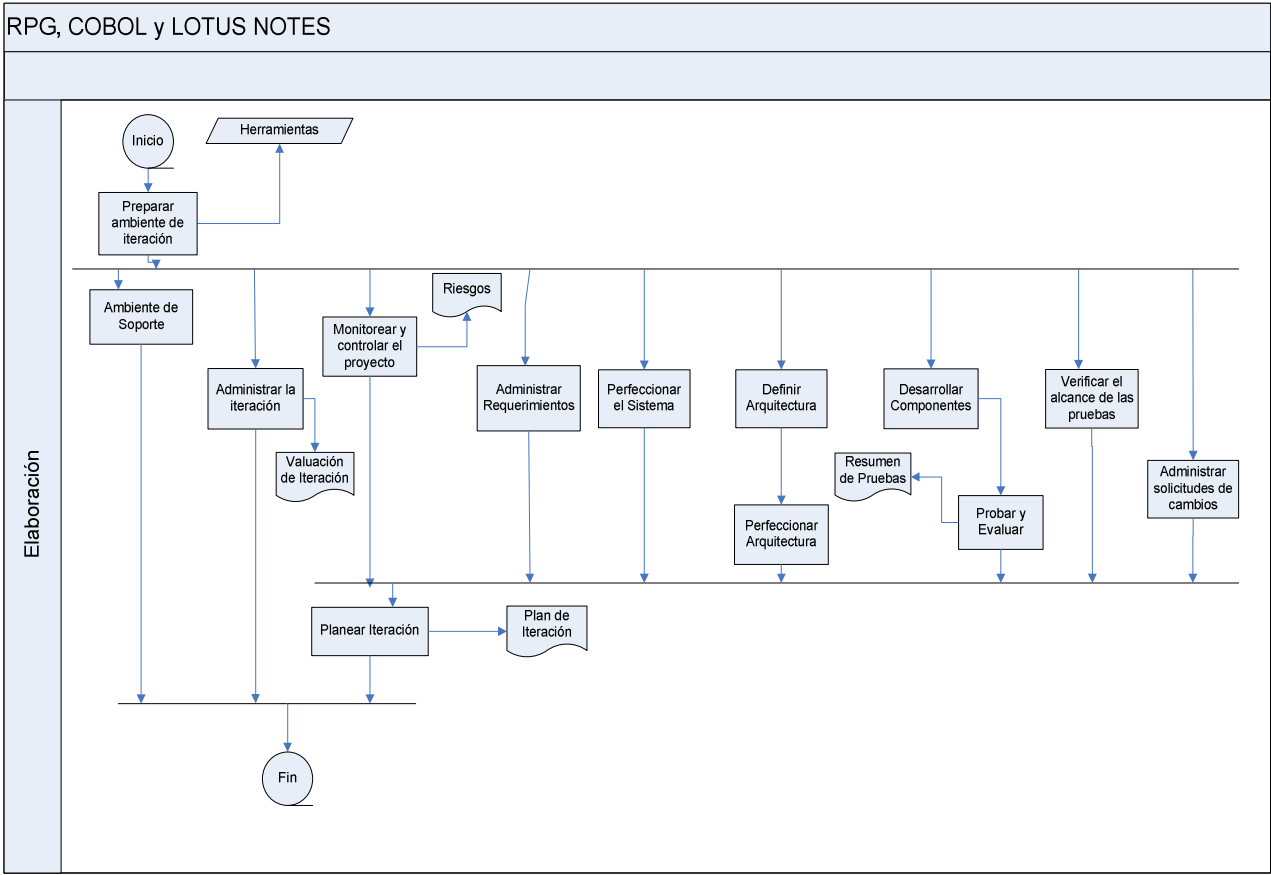 RPG, COBOL y LOTUS NOTES
Elaboración
Inicio
Herramientas
Preparar
ambiente de
iteración
Ambiente de
Soporte
Administrar la
iteración
Valuación
de Iteración
Monitorear y
controlar el
proyecto
Riesgos
Administrar
Requerimientos
Perfeccionar
el Sistema
Definir
Arquitectura
Perfeccionar
Arquitectura
Desarrollar
Componentes
Resumen
de Pruebas
Probar y
Evaluar
Verificar el
alcance de las
pruebas
Administrar
solicitudes de
cambios
Planear Iteración
Plan de
Iteración
Fin